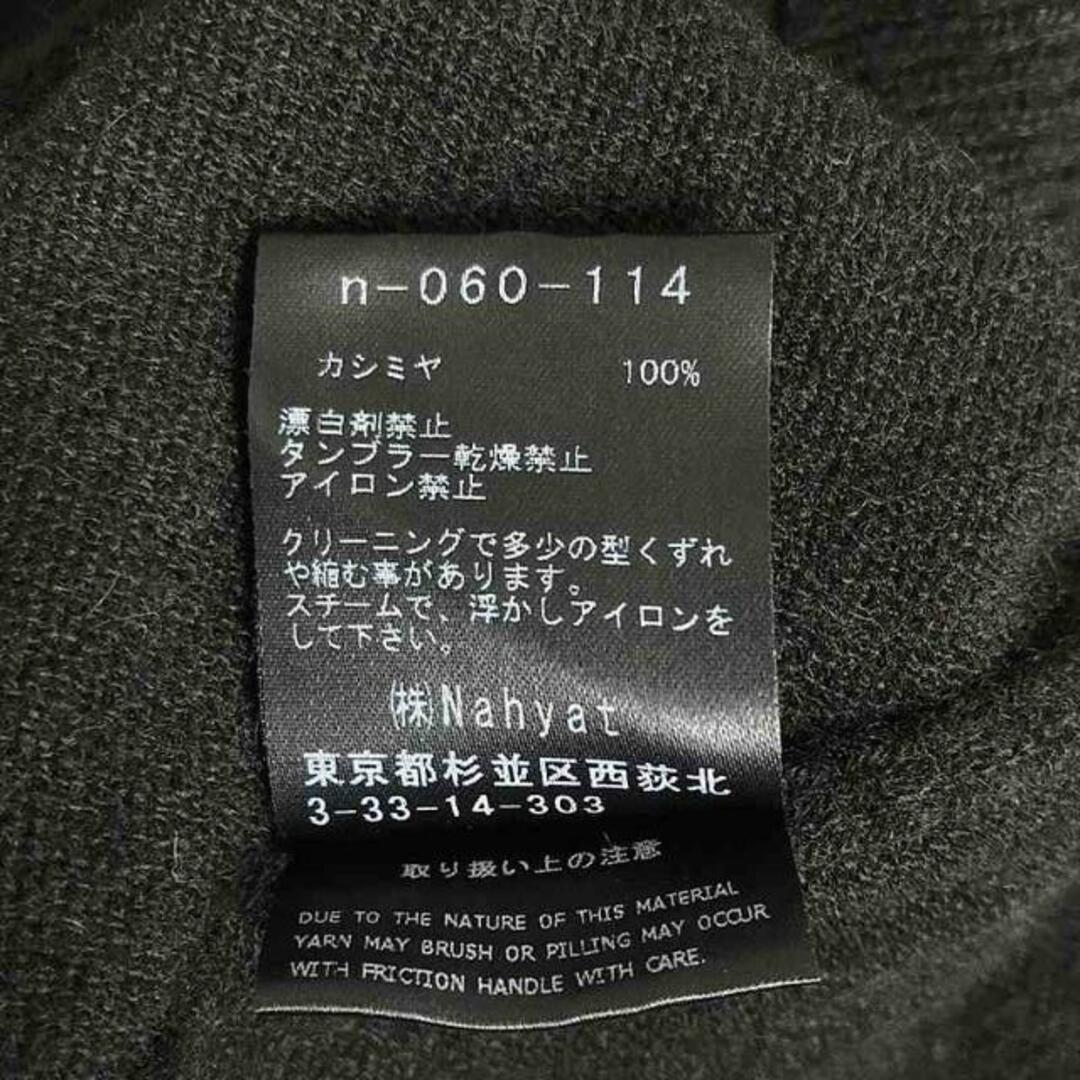 n-060-114
カシミヤ 100%
漂白剤禁止
タンブラー乾燥禁止
アイロン禁止
クリーニングで多少の型くずれ
や縮む事があります。
スチームで、浮かしアイロンを
して下さい。
㈱Nahyat
東京都杉並区西荻北
3-33-14-303
取り扱い上の注意
DUE TO THE NATURE OF THIS MATERIAL
YARN MAY BRUSH OR PILLING MAY OCCUR
WITH FRICTION HANDLE WITH CARE.